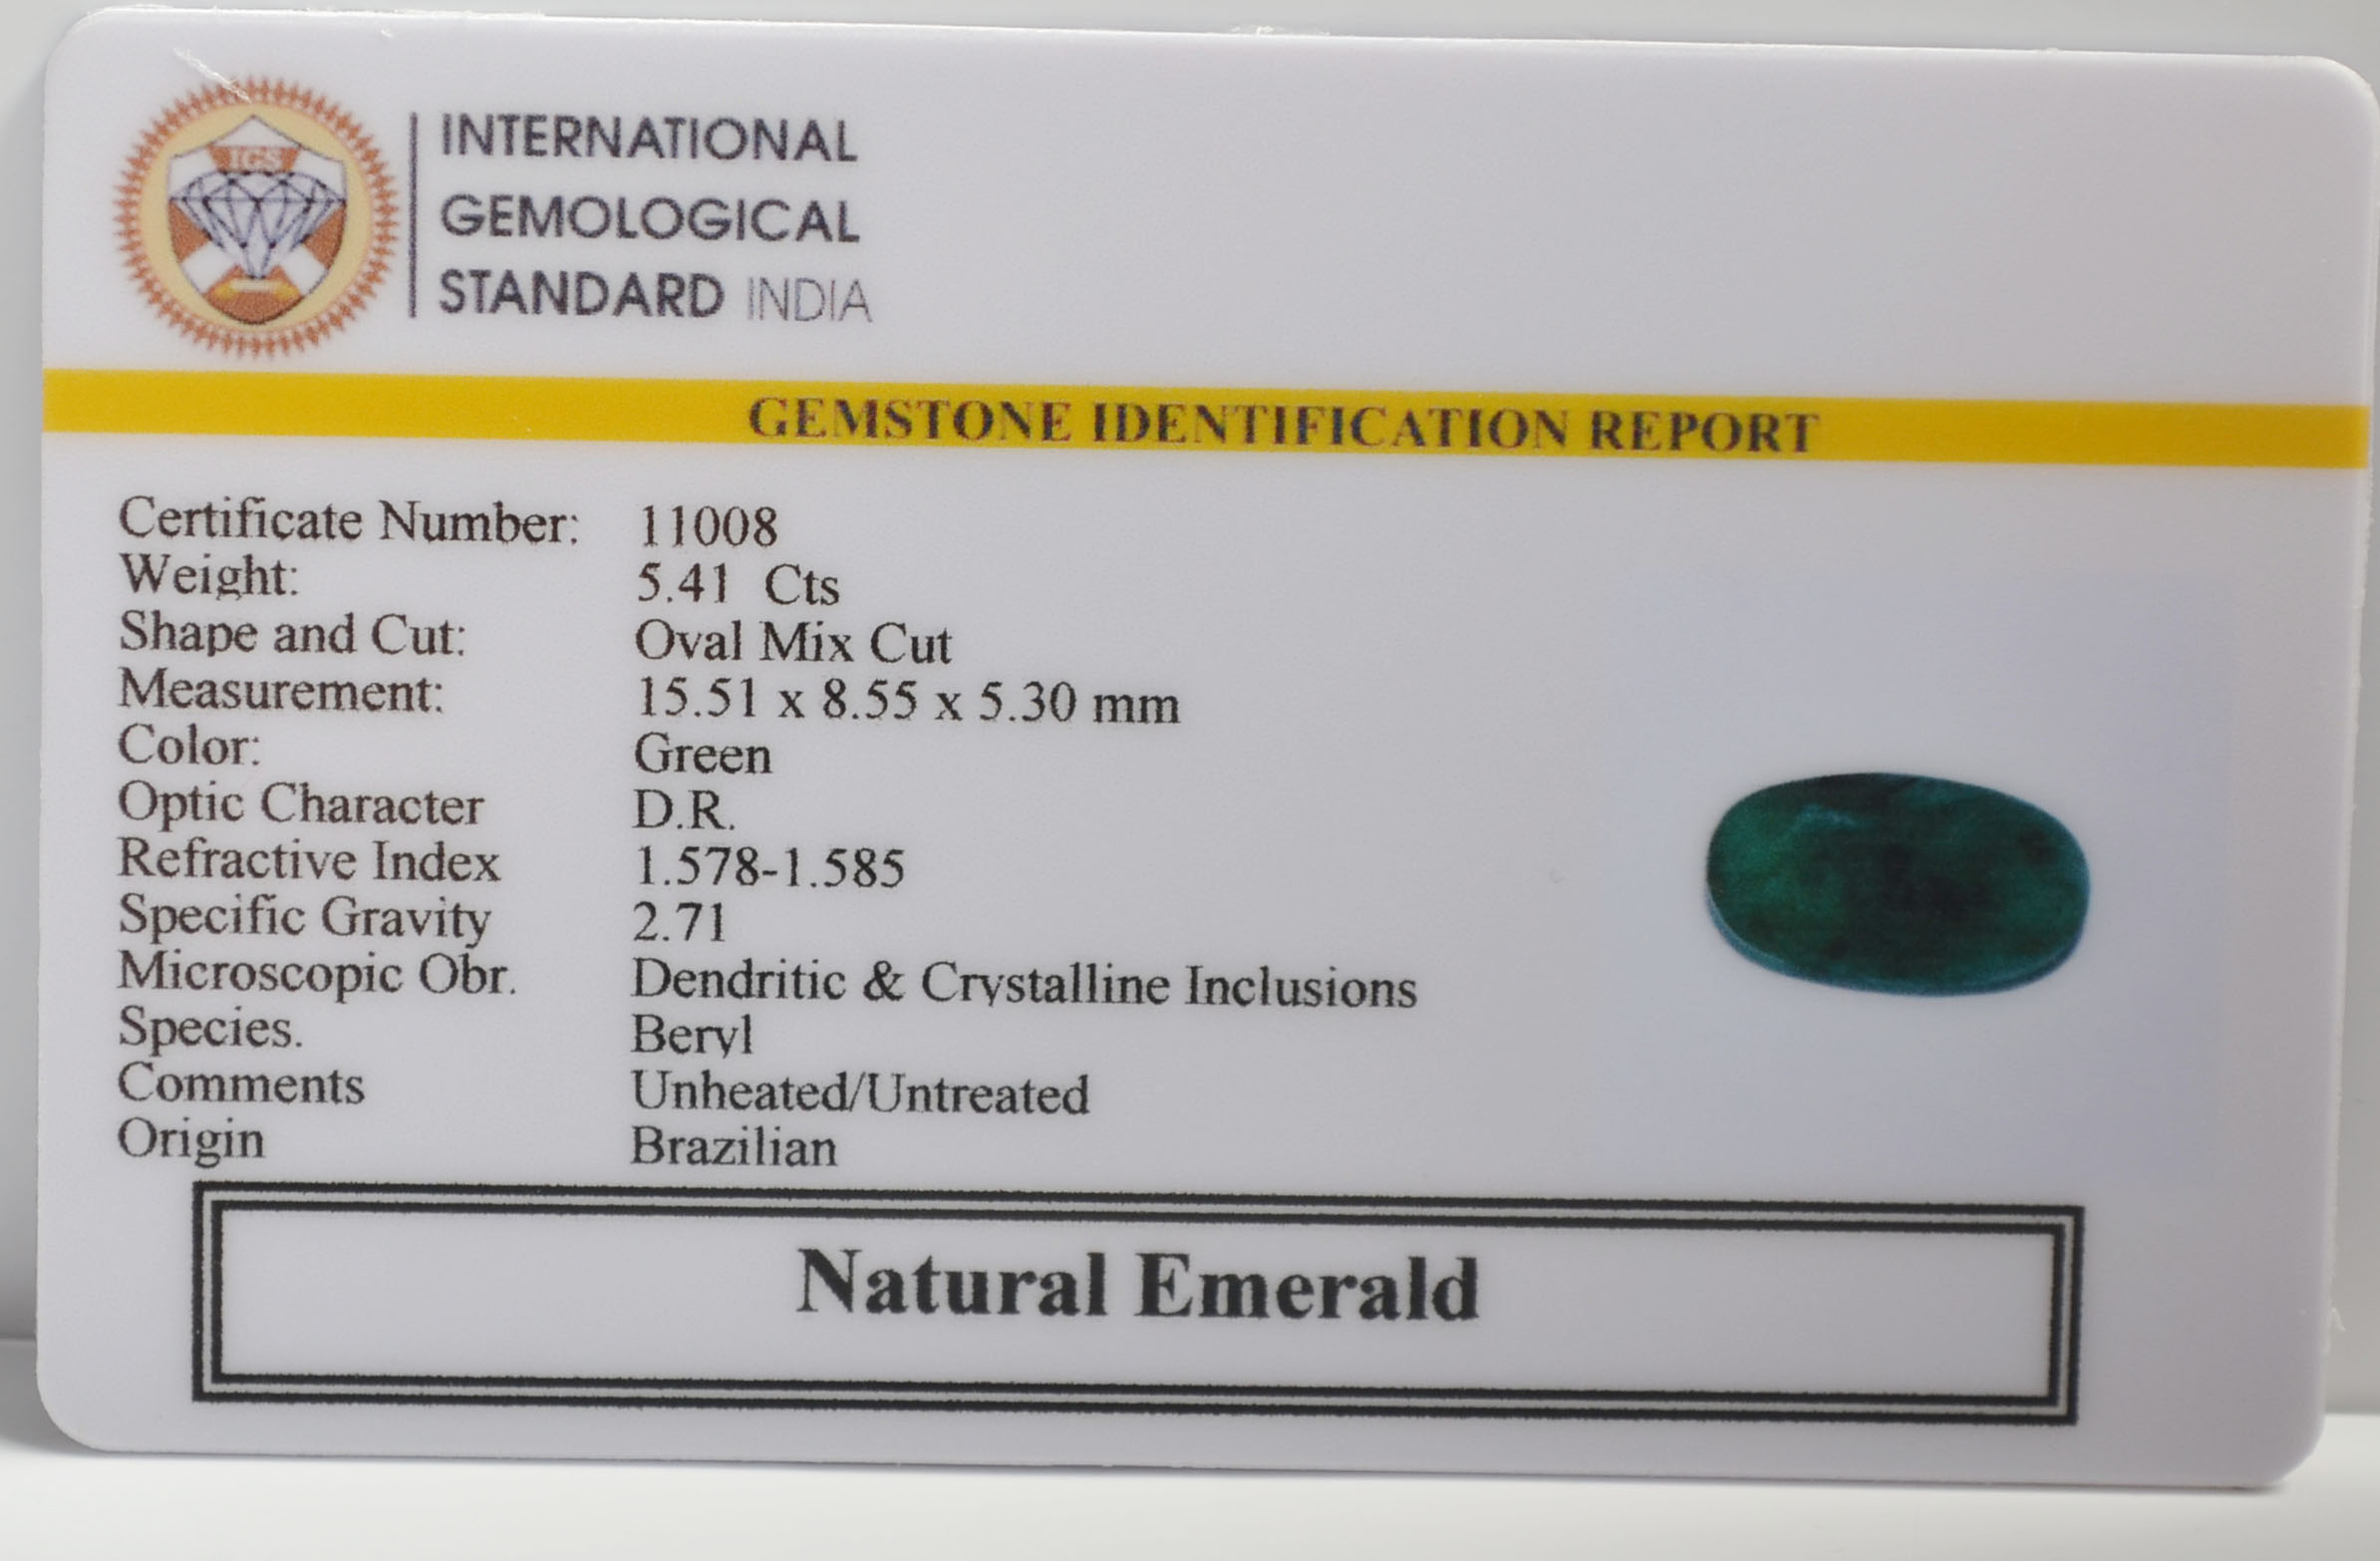 IGS
INTERNATIONAL
GEMOLOGICAL
STANDARD INDIA
GEMSTONE IDENTIFICATION REPORT
Certificate Number: 11008
Weight: 5.41 Cts
Shape and Cut: Oval Mix Cut
Measurement: 15.51 x 8.55 x 5.30 mm
Color: Green
Optic Character D.R.
Refractive Index 1.578-1.585
Specific Gravity 2.71
Microscopic Obr. Dendritic & Crystalline Inclusions
Species. Beryl
Comments Unheated/Untreated
Origin Brazilian
Natural Emerald